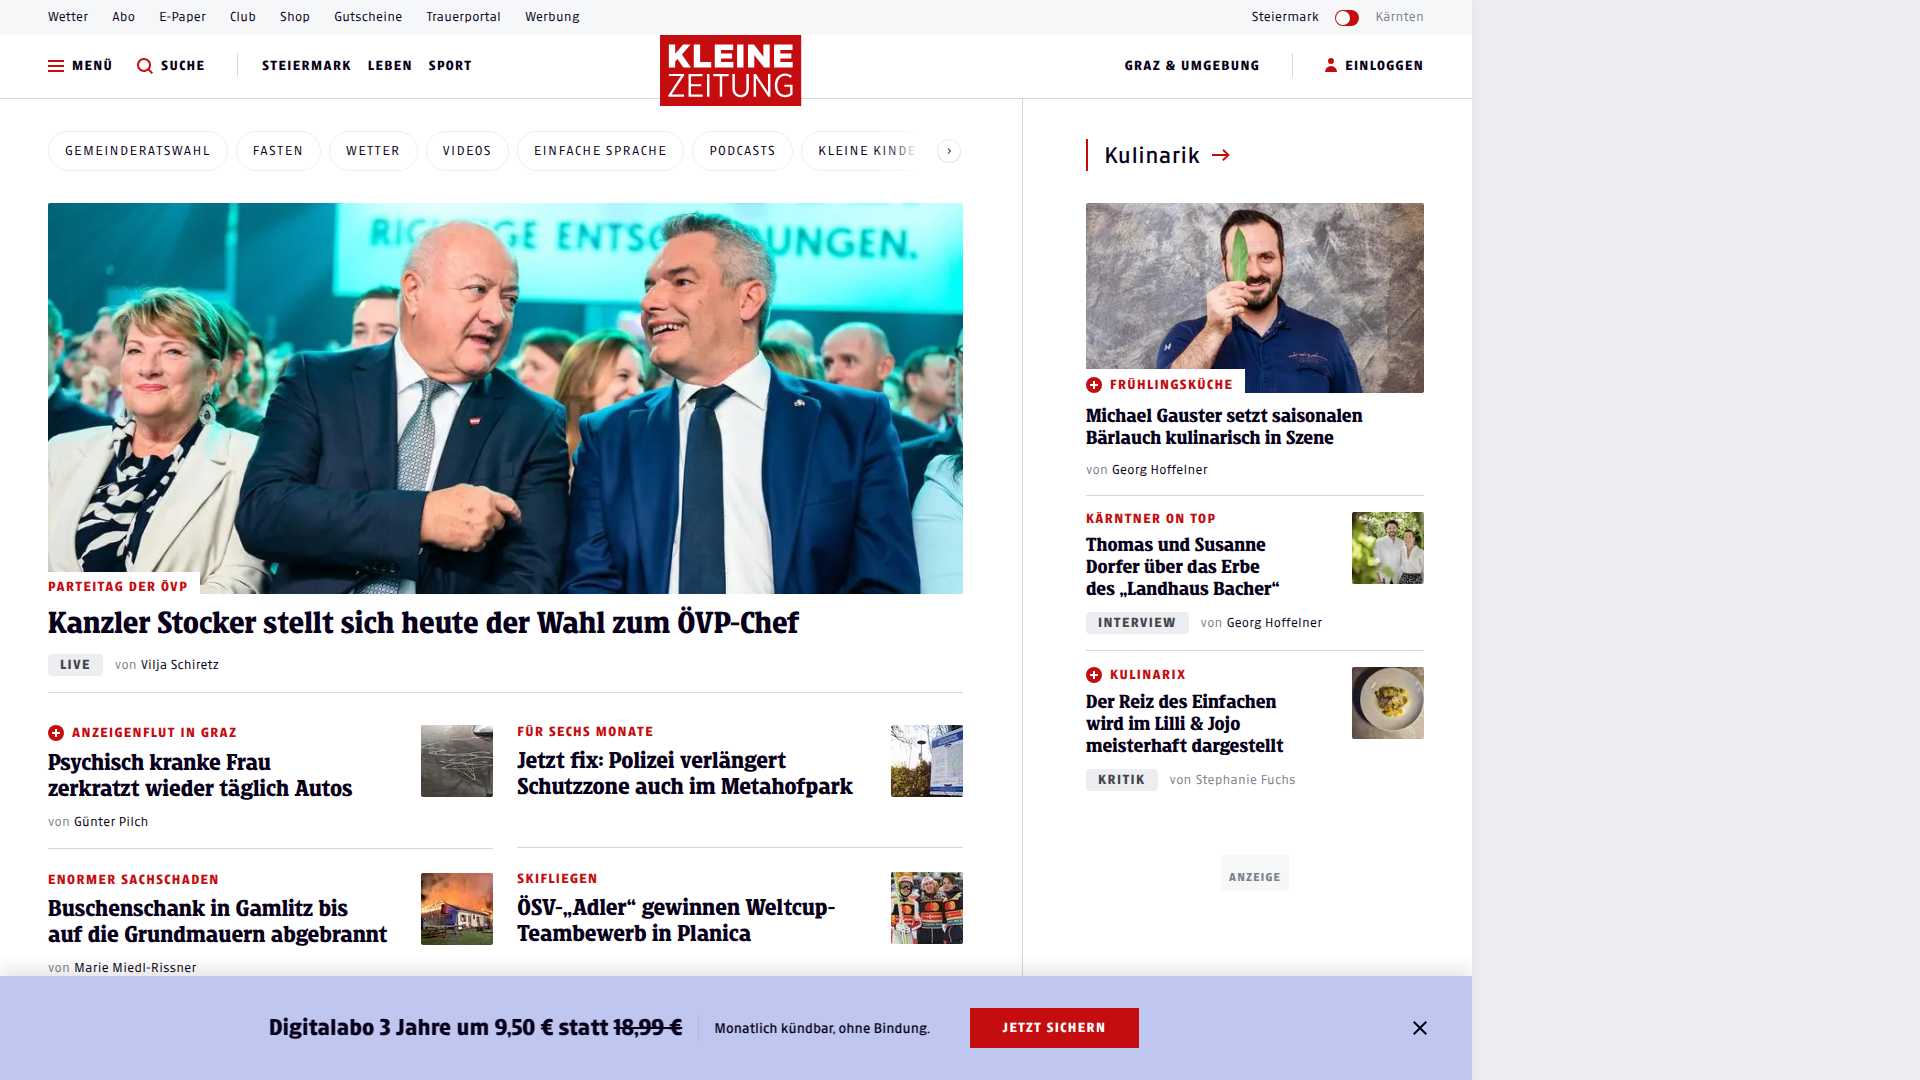 Wetter Abo E-Paper Club Shop Gutscheine Trauerportal Werbung Steiermark Kärnten
MENÜ SUCHE STEIERMARK LEBEN SPORT KLEINE ZEITUNG GRAZ & UMGEBUNG EINLOGGEN
GEMEINDERATSWAHL FASTEN WETTER VIDEOS EINFACHE SPRACHE PODCASTS KLEINE KINDE
PARTEITAG DER ÖVP
Kanzler Stocker stellt sich heute der Wahl zum ÖVP-Chef
LIVE von Vilja Schiretz
ANZEIGENFLUT IN GRAZ
Psychisch kranke Frau
zerkratzt wieder täglich Autos
von Günter Pilch
FÜR SECHS MONATE
Jetzt fix: Polizei verlängert
Schutzzone auch im Metahofpark
ENORMER SACHSCHADEN
Buschenschank in Gamlitz bis
auf die Grundmauern abgebrannt
von Marie Miedl-Rissner
SKIFLIEGEN
ÖSV-„Adler“ gewinnen Weltcup-
Teambewerb in Planica
Kulinarik
FRÜHLINGSKÜCHE
Michael Gauster setzt saisonalen
Bärlauch kulinarisch in Szene
von Georg Hoffelner
KÄRNTNER ON TOP
Thomas und Susanne
Dorfer über das Erbe
des „Landhaus Bacher“
INTERVIEW von Georg Hoffelner
KULINARIX
Der Reiz des Einfachen
wird im Lilli & Jojo
meisterhaft dargestellt
KRITIK von Stephanie Fuchs
ANZEIGE
Digitalabo 3 Jahre um 9,50 € statt 18,99 € Monatlich kündbar, ohne Bindung. JETZT SICHERN